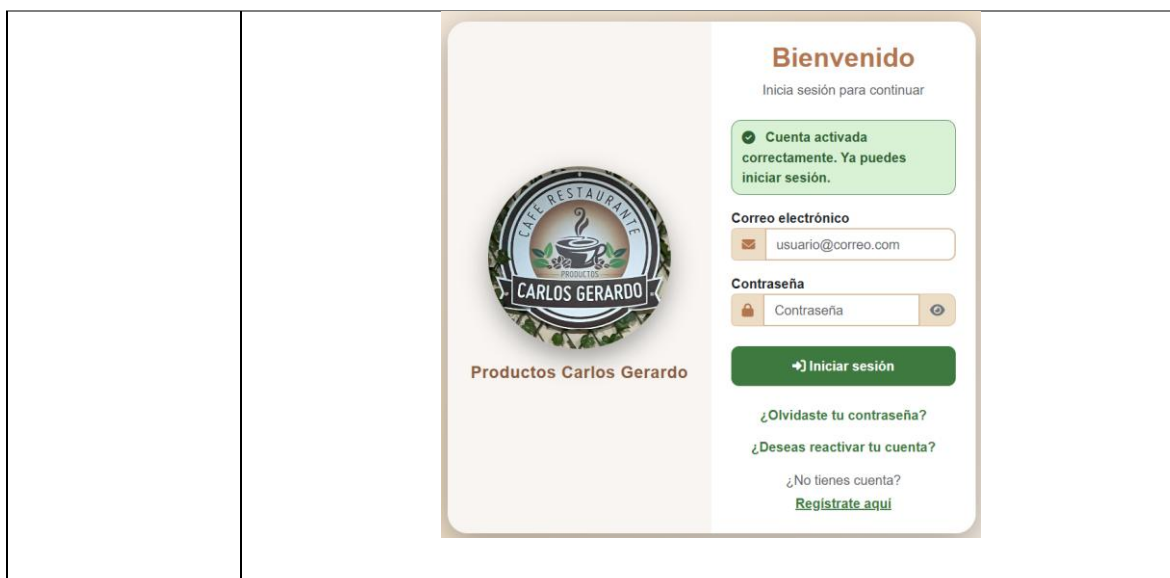 CAFE RESTAURANTE
PRODUCTOS
CARLOS GERARDO
Productos Carlos Gerardo
Bienvenido
Inicia sesión para continuar
Cuenta activada
correctamente. Ya puedes
iniciar sesión.
Correo electrónico
usuario@correo.com
Contraseña
Contraseña
Iniciar sesión
¿Olvidaste tu contraseña?
¿Deseas reactivar tu cuenta?
¿No tienes cuenta?
Regístrate aquí